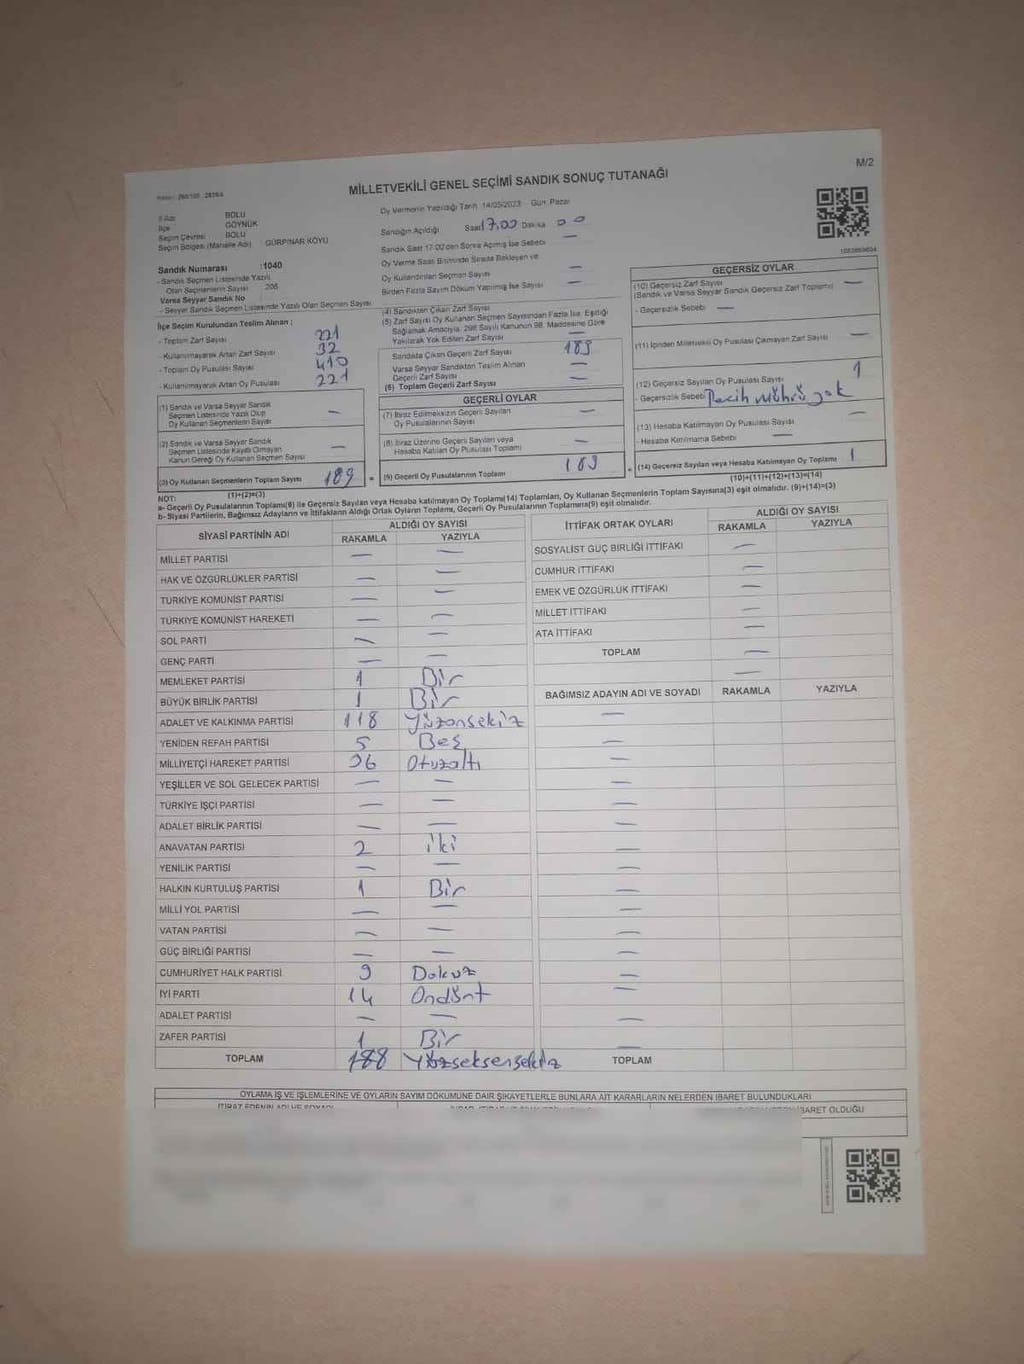 M/2
MİLLETVEKİLİ GENEL SEÇİMİ SANDIK SONUÇ TUTANAĞI
İl Adı BOLU
İlçe GÖYNÜK
Seçim Çevresi BOLU
Seçim Bölgesi (Mahalle Adı) : GÜRPINAR KÖYÜ
Sandık Numarası :1040
- Sandık Seçmen Listesinde Yazılı
Olan Seçmenlerin Sayısı 206
Varsa Seyyar Sandık No
- Seyyar Sandık Seçmen Listesinde Yazılı Olan Seçmen Sayısı
İlçe Seçim Kurulundan Teslim Alınan ;
- Toplam Zarf Sayısı 221
- Kullanılmayarak Artan Zarf Sayısı 32
- Toplam Oy Pusulası Sayısı 410
- Kullanılmayarak Artan Oy Pusulası 221
(1) Sandık ve Varsa Seyyar Sandık
Seçmen Listesinde Yazılı Olup
Oy Kullanan Seçmenlerin Sayısı —
(2) Sandık ve Varsa Seyyar Sandık
Seçmen Listesinde Kaydı Olmayan
Kanun Gereği Oy Kullanan Seçmen Sayısı —
(3) Oy Kullanan Seçmenlerin Toplam Sayısı 189
(1)+(2)=(3)
Oy Vermenin Yapıldığı Tarih 14/05/2023 Gün: Pazar
Sandığın Açıldığı Saat 17.00 Dakika 00
Sandık Saat 17:00'den Sonra Açılmış İse Sebebi —
Oy Verme Saati Bitiminde Sırada Bekleyen ve
Oy Kullandırılan Seçmen Sayısı —
Birden Fazla Sayım Döküm Yapılmış İse Sayısı —
(4) Sandıktan Çıkan Zarf Sayısı
(5) Zarf Sayısı Oy Kullanan Seçmen Sayısından Fazla İse, Eşitliği
Sağlamak Amacıyla, 298 Sayılı Kanunun 98. Maddesine Göre
Yakılarak Yok Edilen Zarf Sayısı —
Sandıkta Çıkan Geçerli Zarf Sayısı 189
Varsa Seyyar Sandıktan Teslim Alınan
Geçerli Zarf Sayısı —
(6) Toplam Geçerli Zarf Sayısı —
GEÇERLİ OYLAR
(7) İtiraz Edilmeksizin Geçerli Sayılan
Oy Pusulalarının Sayısı —
(8) İtiraz Üzerine Geçerli Sayılan veya
Hesaba Katılan Oy Pusulası Toplamı —
(9) Geçerli Oy Pusulalarının Toplamı 189
GEÇERSİZ OYLAR
(10) Geçersiz Zarf Sayısı —
(Sandık ve Varsa Seyyar Sandık Geçersiz Zarf Toplamı)
- Geçersizlik Sebebi —
(11) İçinden Milletvekili Oy Pusulası Çıkmayan Zarf Sayısı —
(12) Geçersiz Sayılan Oy Pusulası Sayısı 1
- Geçersizlik Sebebi Tercih mührü yok
(13) Hesaba Katılmayan Oy Pusulası Sayısı —
- Hesaba Katılmama Sebebi —
(14) Geçersiz Sayılan veya Hesaba Katılmayan Oy Toplamı 1
(10)+(11)+(12)+(13)=(14)
NOT:
a- Geçerli Oy Pusulalarının Toplamı(9) ile Geçersiz Sayılan veya Hesaba katılmayan Oy Toplamı(14) Toplamları, Oy Kullanan Seçmenlerin Toplam Sayısına(3) eşit olmalıdır. (9)+(14)=(3)
b- Siyasi Partilerin, Bağımsız Adayların ve İttifakların Aldığı Ortak Oyların Toplamı, Geçerli Oy Pusulalarının Toplamına(9) eşit olmalıdır.
SİYASİ PARTİNİN ADI ALDIĞI OY SAYISI
RAKAMLA YAZIYLA
MİLLET PARTİSİ — —
HAK VE ÖZGÜRLÜKLER PARTİSİ — —
TÜRKİYE KOMÜNİST PARTİSİ — —
TÜRKİYE KOMÜNİST HAREKETİ — —
SOL PARTİ — —
GENÇ PARTİ — —
MEMLEKET PARTİSİ 1 Bir
BÜYÜK BİRLİK PARTİSİ 1 Bir
ADALET VE KALKINMA PARTİSİ 118 Yüzonsekiz
YENİDEN REFAH PARTİSİ 5 Beş
MİLLİYETÇİ HAREKET PARTİSİ 36 Otuzaltı
YEŞİLLER VE SOL GELECEK PARTİSİ — —
TÜRKİYE İŞÇİ PARTİSİ — —
ADALET BİRLİK PARTİSİ — —
ANAVATAN PARTİSİ 2 iki
YENİLİK PARTİSİ — —
HALKIN KURTULUŞ PARTİSİ 1 Bir
MİLLİ YOL PARTİSİ — —
VATAN PARTİSİ — —
GÜÇ BİRLİĞİ PARTİSİ — —
CUMHURİYET HALK PARTİSİ 9 Dokuz
İYİ PARTİ 14 Ondört
ADALET PARTİSİ — —
ZAFER PARTİSİ 1 Bir
TOPLAM 188 Yüzseksensekiz
İTTİFAK ORTAK OYLARI ALDIĞI OY SAYISI
RAKAMLA YAZIYLA
SOSYALİST GÜÇ BİRLİĞİ İTTİFAKI —
CUMHUR İTTİFAKI —
EMEK VE ÖZGÜRLÜK İTTİFAKI —
MİLLET İTTİFAKI —
ATA İTTİFAKI —
TOPLAM —
BAĞIMSIZ ADAYIN ADI VE SOYADI RAKAMLA YAZIYLA
TOPLAM
OYLAMA İŞ VE İŞLEMLERİNE VE OYLARIN SAYIM DÖKÜMÜNE DAİR ŞİKAYETLERLE BUNLARA AİT KARARLARIN NELERDEN İBARET BULUNDUKLARI
İTİRAZ EDENİN ADI VE SOYADI
İBARET OLDUĞU